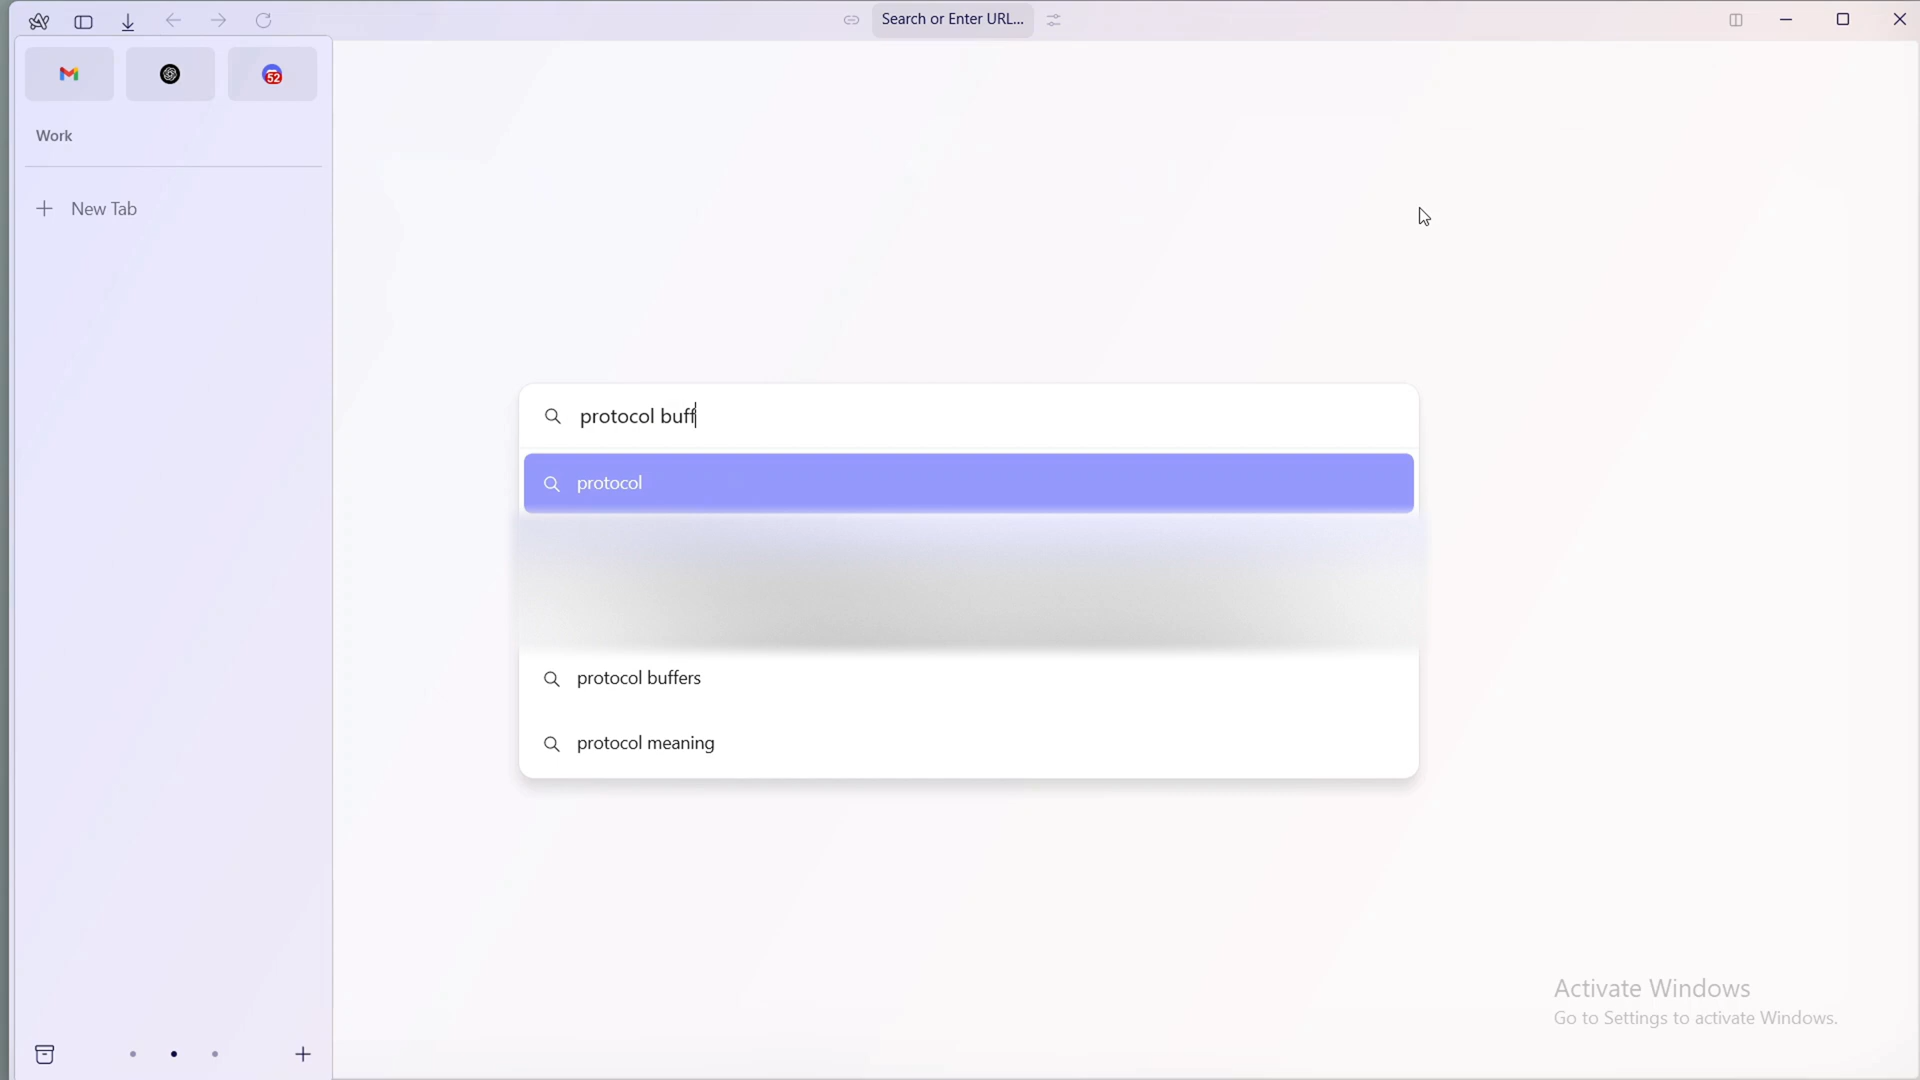 Search or Enter URL...
52
Work
New Tab
protocol buff
protocol
protocol buffers
protocol meaning
Activate Windows
Go to Settings to activate Windows.